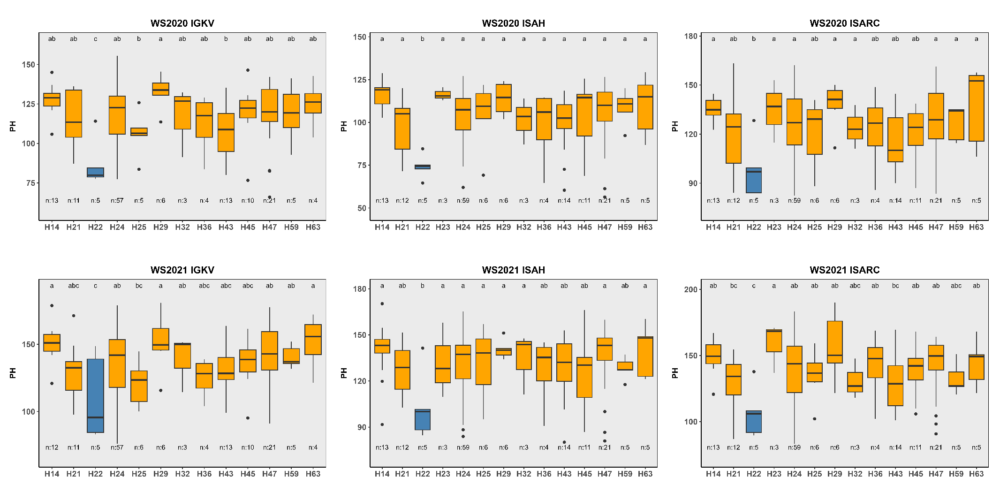 WS2020 IGKV
ab ab c ab b a ab ab b ab ab ab ab
150
125
100
75
PH
n:13 n:11 n:5 n:57 n:5 n:6 n:3 n:4 n:13 n:10 n:21 n:5 n:4
H14 H21 H22 H24 H25 H29 H32 H36 H43 H45 H47 H59 H63
WS2020 ISAH
a a b a a a a a a a a a a a
150
125
100
75
50
PH
n:13 n:12 n:5 n:3 n:59 n:6 n:6 n:3 n:4 n:14 n:11 n:21 n:5 n:5
H14 H21 H22 H23 H24 H25 H29 H32 H36 H43 H45 H47 H59 H63
WS2020 ISARC
a ab b a a ab a ab a ab ab a a a
180
150
120
90
PH
n:13 n:12 n:5 n:3 n:59 n:6 n:6 n:3 n:4 n:14 n:11 n:21 n:5 n:5
H14 H21 H22 H23 H24 H25 H29 H32 H36 H43 H45 H47 H59 H63
WS2021 IGKV
a abc c ab bc a ab abc abc abc ab ab a
150
100
PH
n:12 n:11 n:5 n:57 n:6 n:6 n:3 n:4 n:13 n:10 n:21 n:5 n:4
H14 H21 H22 H24 H25 H29 H32 H36 H43 H45 H47 H59 H63
WS2021 ISAH
a ab b a a a a a ab ab ab a ab a
180
150
120
90
PH
n:13 n:12 n:5 n:3 n:59 n:6 n:6 n:3 n:4 n:14 n:11 n:21 n:5 n:5
H14 H21 H22 H23 H24 H25 H29 H32 H36 H43 H45 H47 H59 H63
WS2021 ISARC
ab bc c a ab ab ab abc ab bc ab ab abc ab
200
150
100
PH
n:13 n:12 n:5 n:3 n:59 n:6 n:6 n:3 n:4 n:14 n:11 n:21 n:5 n:5
H14 H21 H22 H23 H24 H25 H29 H32 H36 H43 H45 H47 H59 H63